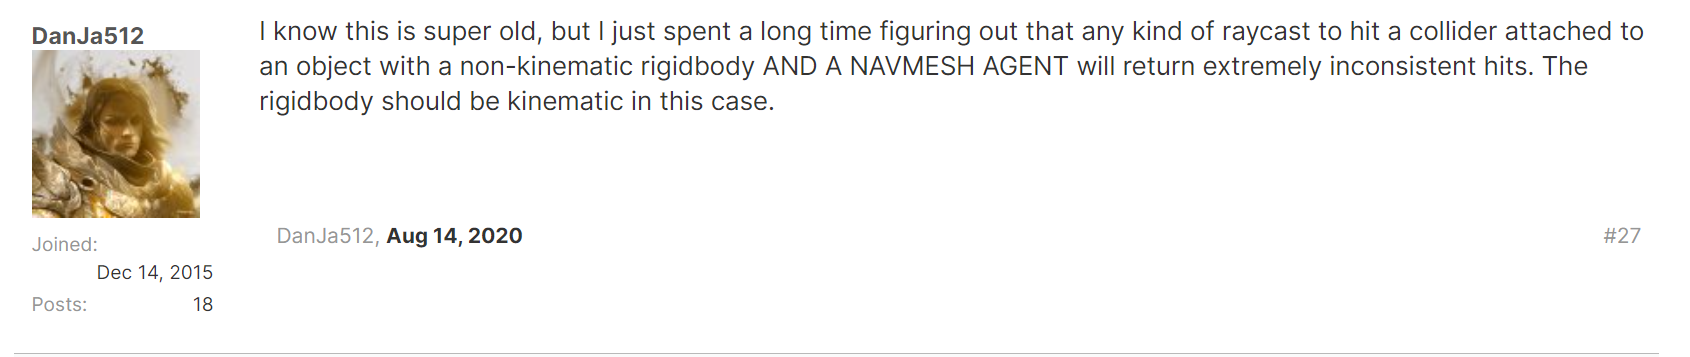 DanJa512
I know this is super old, but I just spent a long time figuring out that any kind of raycast to hit a collider attached to
an object with a non-kinematic rigidbody AND A NAVMESH AGENT will return extremely inconsistent hits. The
rigidbody should be kinematic in this case.
Joined:
Dec 14, 2015
Posts: 18
DanJa512, Aug 14, 2020 #27